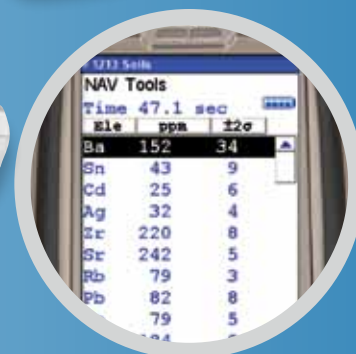 1213 Soils
NAV Tools
Time 47.1 sec
Ele ppm ±2σ
Ba 152 34
Sn 43 9
Cd 25 6
Ag 32 4
Zr 220 8
Sr 242 5
Rb 79 3
Pb 82 8
79 5